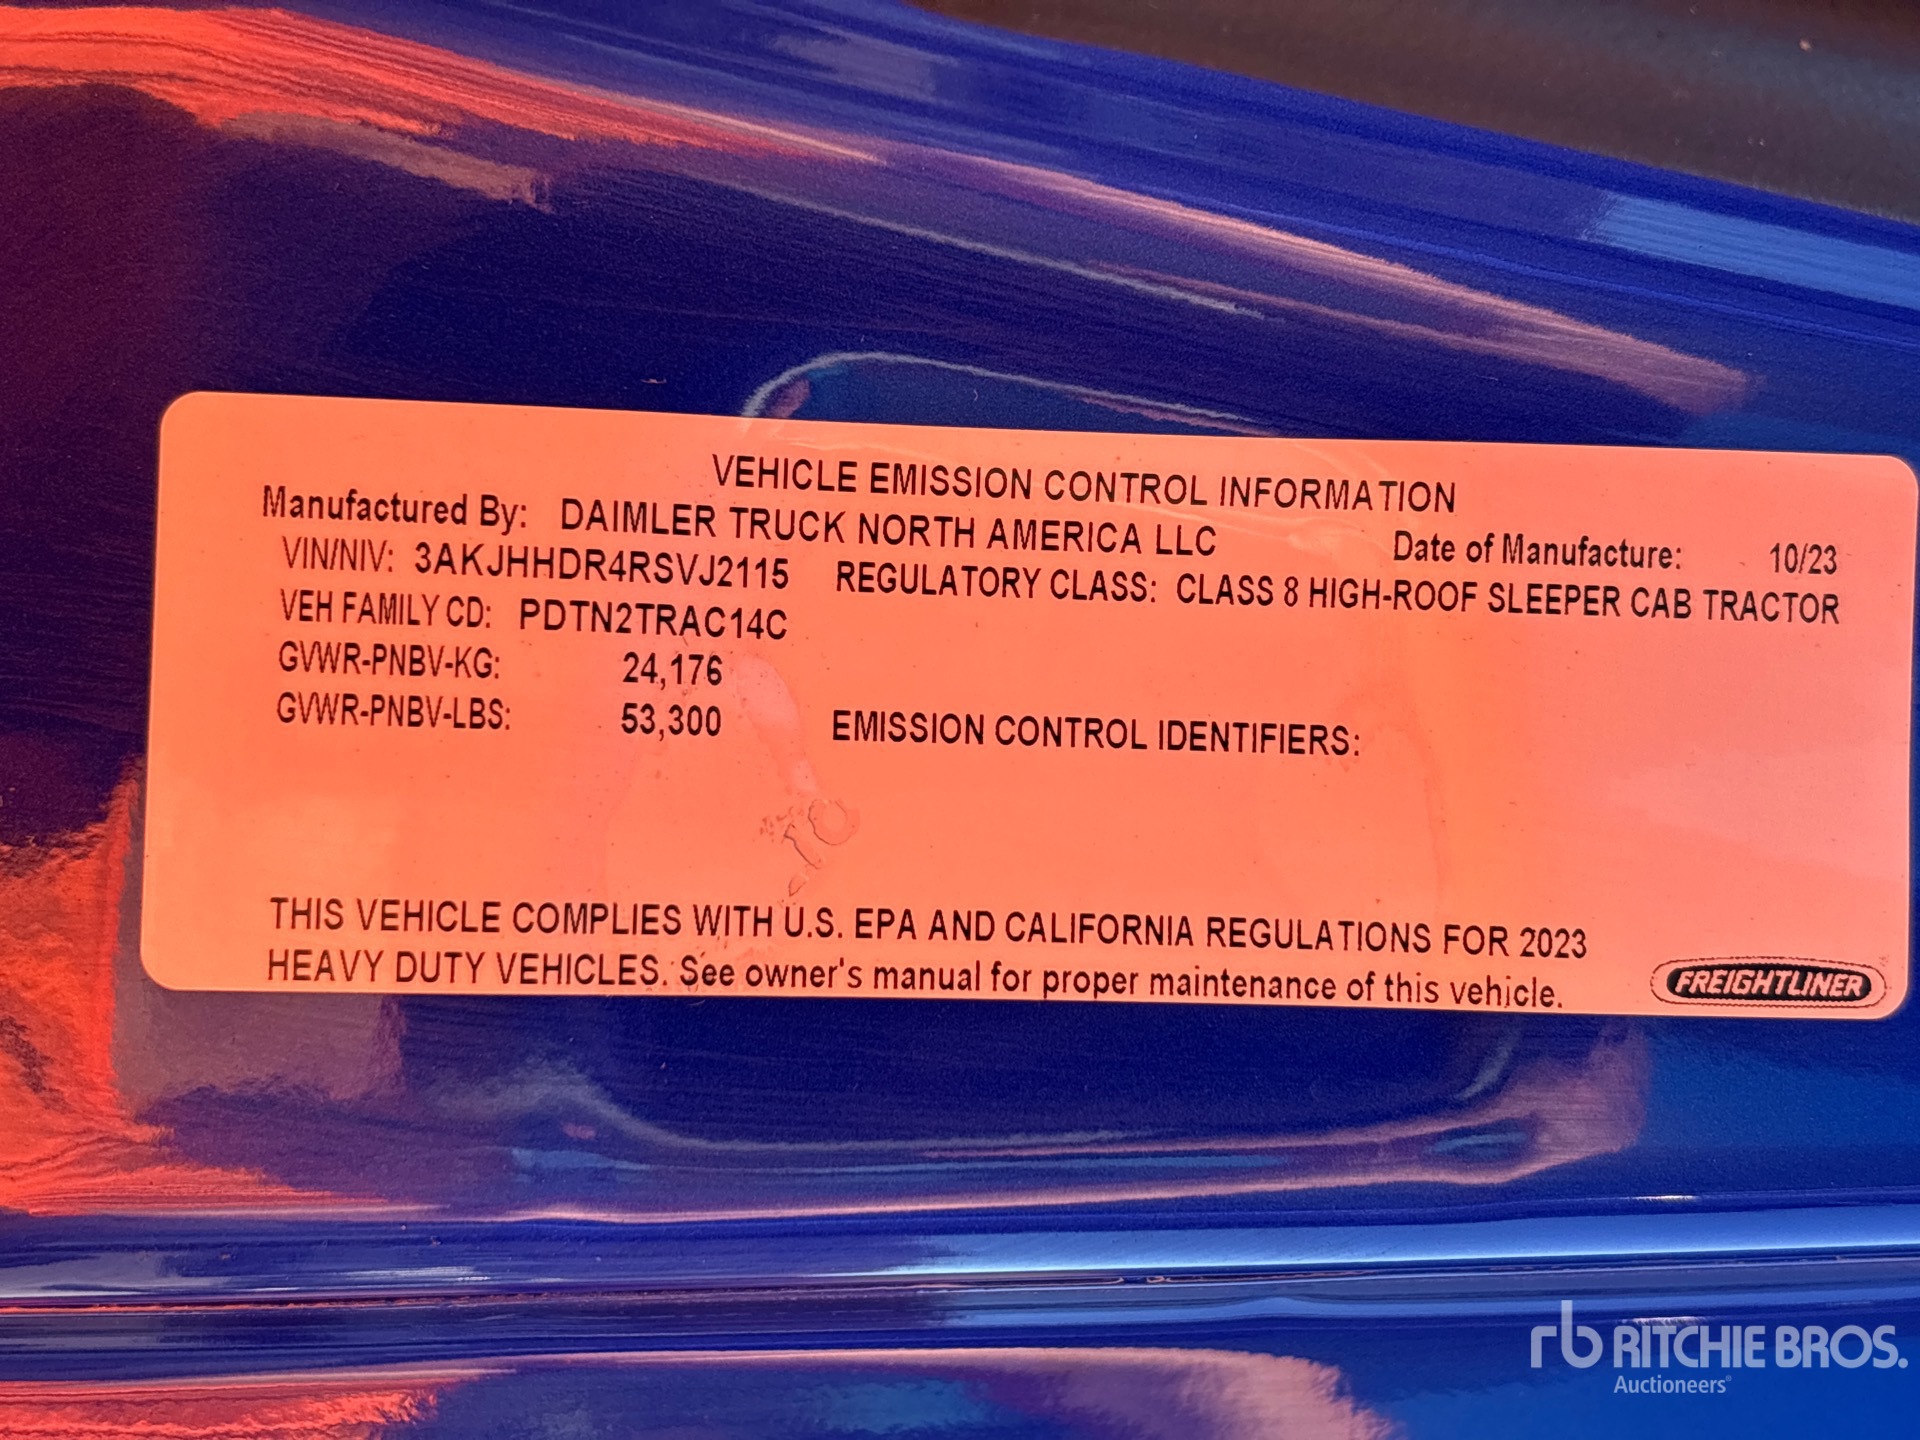 VEHICLE EMISSION CONTROL INFORMATION
Manufactured By: DAIMLER TRUCK NORTH AMERICA LLC Date of Manufacture: 10/23
VIN/NIV: 3AKJHHDR4RSVJ2115 REGULATORY CLASS: CLASS 8 HIGH-ROOF SLEEPER CAB TRACTOR
VEH FAMILY CD: PDTN2TRAC14C
GVWR-PNBV-KG: 24,176
GVWR-PNBV-LBS: 53,300 EMISSION CONTROL IDENTIFIERS:
THIS VEHICLE COMPLIES WITH U.S. EPA AND CALIFORNIA REGULATIONS FOR 2023
HEAVY DUTY VEHICLES. See owner's manual for proper maintenance of this vehicle.
FREIGHTLINER
rb RITCHIE BROS.
Auctioneers®